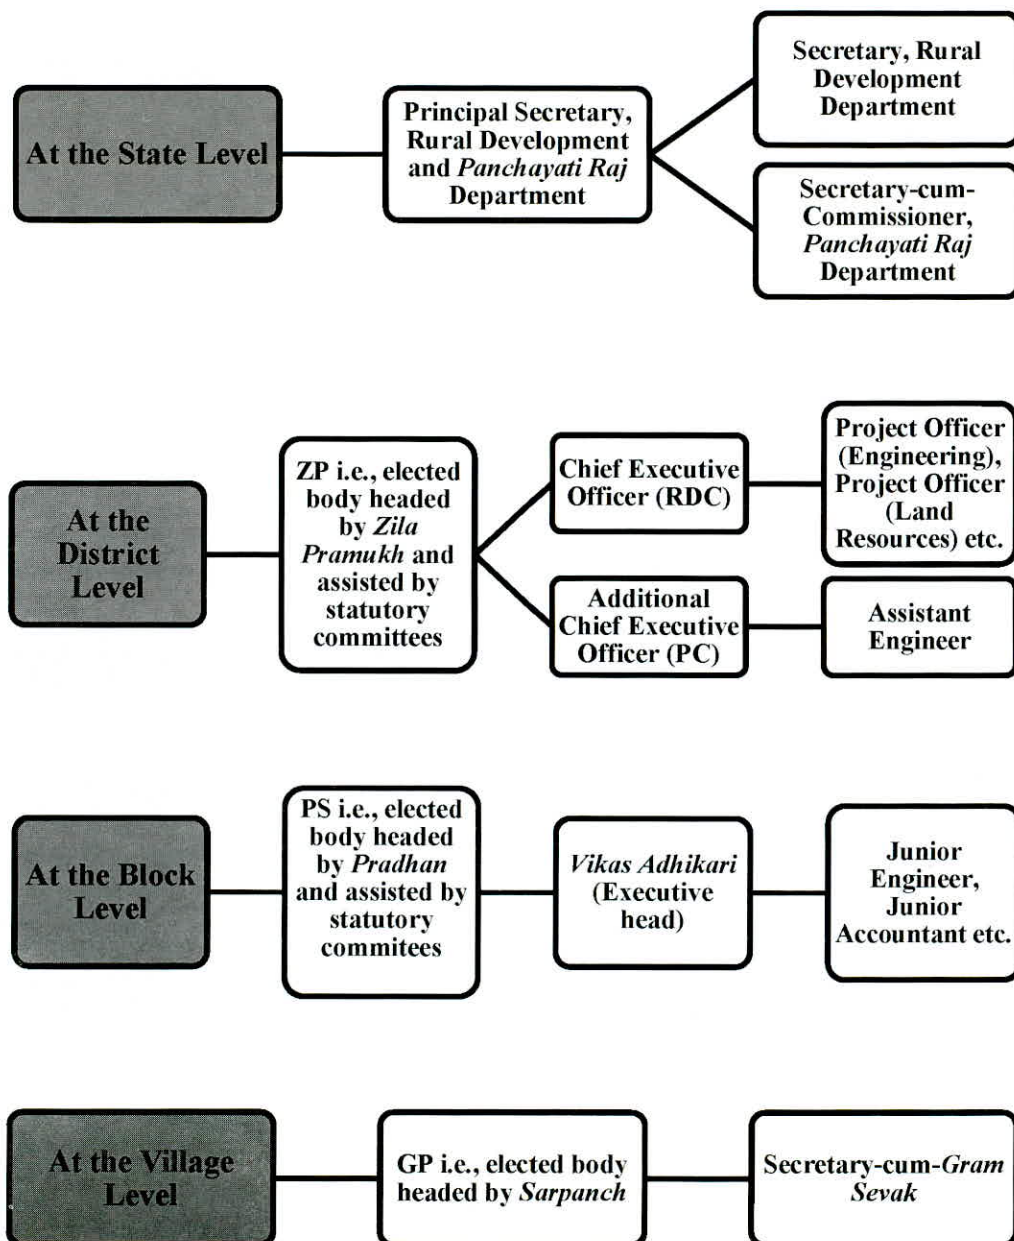 At the State Level
Principal Secretary,
Rural Development
and Panchayati Raj
Department
Secretary, Rural
Development
Department
Secretary-cum-
Commissioner,
Panchayati Raj
Department
At the
District
Level
ZP i.e., elected
body headed
by Zila
Pramukh and
assisted by
statutory
committees
Chief Executive
Officer (RDC)
Project Officer
(Engineering),
Project Officer
(Land
Resources) etc.
Additional
Chief Executive
Officer (PC)
Assistant
Engineer
At the Block
Level
PS i.e., elected
body headed
by Pradhan
and assisted by
statutory
commitees
Vikas Adhikari
(Executive
head)
Junior
Engineer,
Junior
Accountant etc.
At the Village
Level
GP i.e., elected body
headed by Sarpanch
Secretary-cum-Gram
Sevak